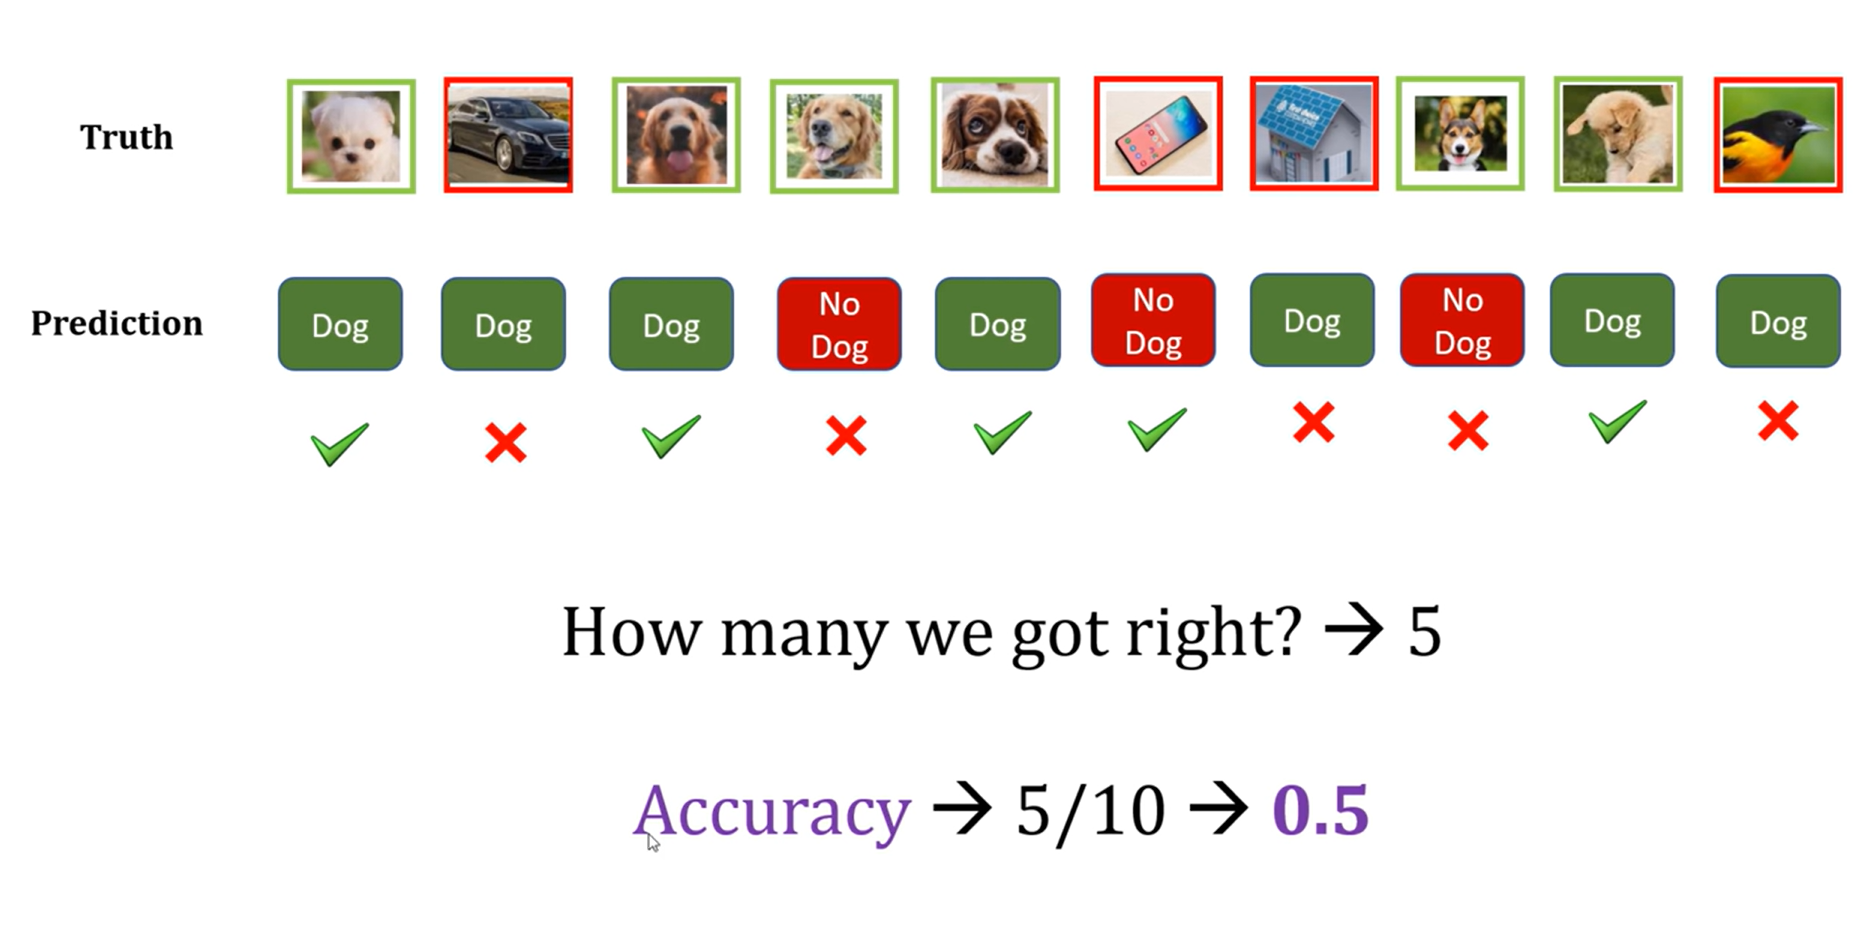 Truth
Prediction
Dog
Dog
Dog
No
Dog
Dog
No
Dog
Dog
No
Dog
Dog
Dog
How many we got right? → 5
Accuracy → 5/10 → 0.5